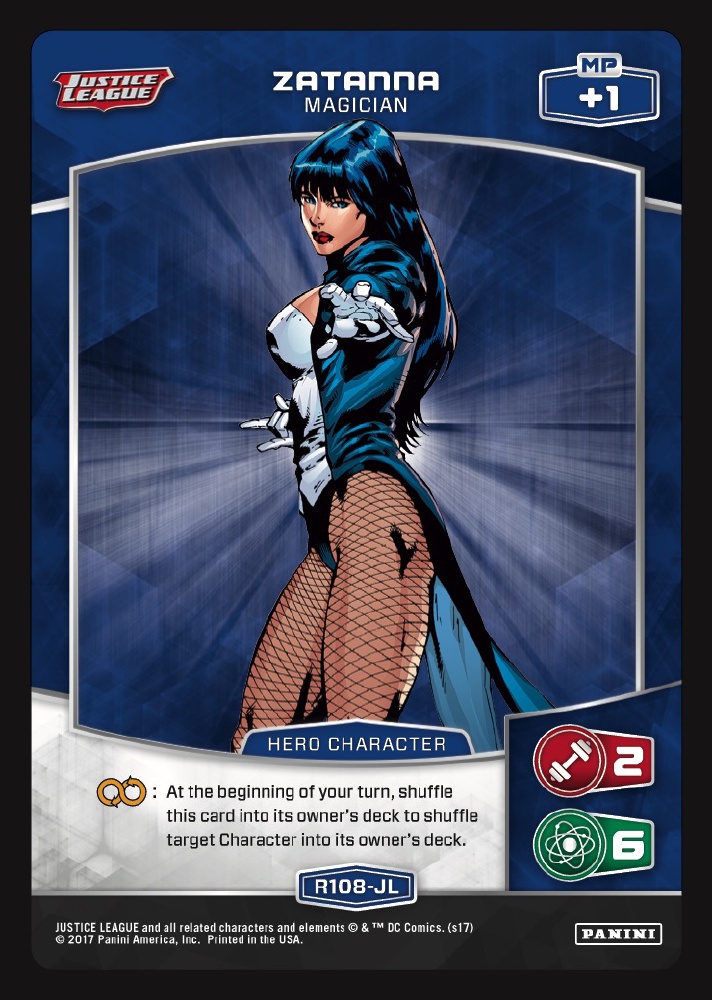 JUSTICE
LEAGUE
ZATANNA
MAGICIAN
MP
+1
HERO CHARACTER
: At the beginning of your turn, shuffle
this card into its owner's deck to shuffle
target Character into its owner's deck.
2
6
R108-JL
JUSTICE LEAGUE and all related characters and elements © & ™ DC Comics. (s17)
© 2017 Panini America, Inc. Printed in the USA.
PANINI